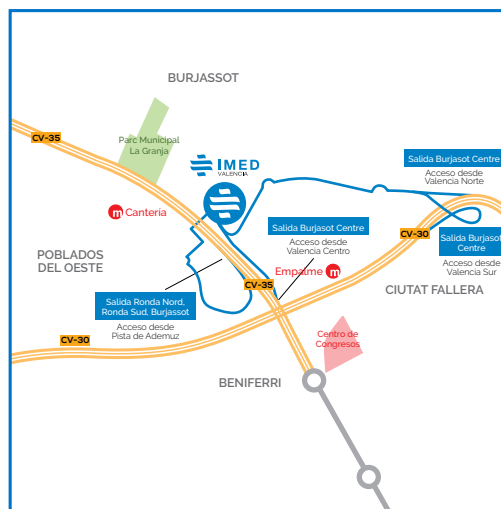 BURJASSOT
CV-35
Parc Municipal
La Granja
IMED
VALENCIA
Salida Burjasot Centre
Acceso desde
Valencia Norte
m Cantería
Salida Burjasot Centre
Acceso desde
Valencia Centro
CV-30
Salida Burjasot
Centre
Acceso desde
Valencia Sur
POBLADOS
DEL OESTE
Empalme m
CV-35
CIUTAT FALLERA
Salida Ronda Nord,
Ronda Sud, Burjassot
Acceso desde
Pista de Ademuz
CV-30
Centro de
Congresos
BENIFERRI